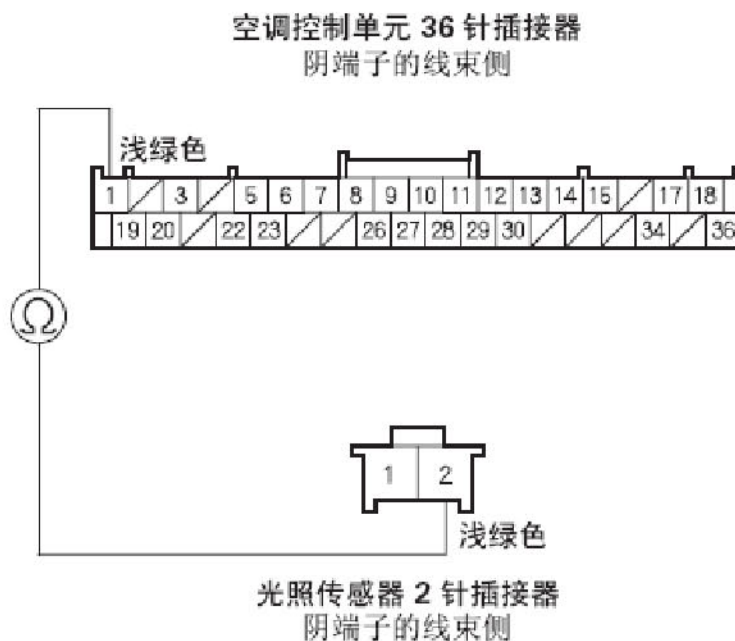 空调控制单元 36 针插接器
阴端子的线束侧
浅绿色
1 3 5 6 7 8 9 10 11 12 13 14 15 17 18
19 20 22 23 26 27 28 29 30 34 36
Ω
1 2
浅绿色
光照传感器 2 针插接器
阴端子的线束侧